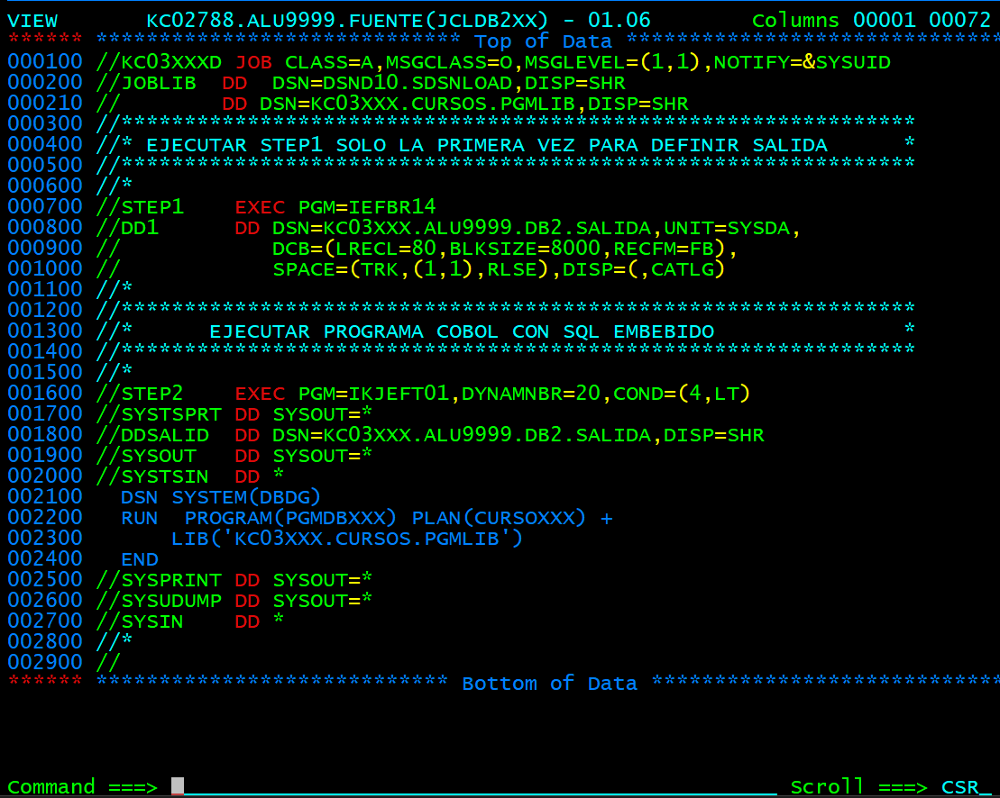 VIEW       KC02788.ALU9999.FUENTE(JCLDB2XX) - 01.06        Columns 00001 00072
****** ***************************** Top of Data ******************************
000100 //KC03XXXD JOB CLASS=A,MSGCLASS=O,MSGLEVEL=(1,1),NOTIFY=&SYSUID
000200 //JOBLIB  DD  DSN=DSND10.SDSNLOAD,DISP=SHR
000210 //        DD DSN=KC03XXX.CURSOS.PGMLIB,DISP=SHR
000300 //***************************************************************
000400 //* EJECUTAR STEP1 SOLO LA PRIMERA VEZ PARA DEFINIR SALIDA      *
000500 //***************************************************************
000600 //*
000700 //STEP1    EXEC PGM=IEFBR14
000800 //DD1      DD DSN=KC03XXX.ALU9999.DB2.SALIDA,UNIT=SYSDA,
000900 //            DCB=(LRECL=80,BLKSIZE=8000,RECFM=FB),
001000 //            SPACE=(TRK,(1,1),RLSE),DISP=(,CATLG)
001100 //*
001200 //***************************************************************
001300 //*      EJECUTAR PROGRAMA COBOL CON SQL EMBEBIDO               *
001400 //***************************************************************
001500 //*
001600 //STEP2    EXEC PGM=IKJEFT01,DYNAMNBR=20,COND=(4,LT)
001700 //SYSTSPRT DD SYSOUT=*
001800 //DDSALID  DD DSN=KC03XXX.ALU9999.DB2.SALIDA,DISP=SHR
001900 //SYSOUT   DD SYSOUT=*
002000 //SYSTSIN  DD *
002100   DSN SYSTEM(DBDG)
002200   RUN  PROGRAM(PGMDBXXX) PLAN(CURSOXXX) +
002300       LIB('KC03XXX.CURSOS.PGMLIB')
002400   END
002500 //SYSPRINT DD SYSOUT=*
002600 //SYSUDUMP DD SYSOUT=*
002700 //SYSIN    DD *
002800 //*
002900 //
****** **************************** Bottom of Data ****************************
Command ===>                                                  Scroll ===> CSR